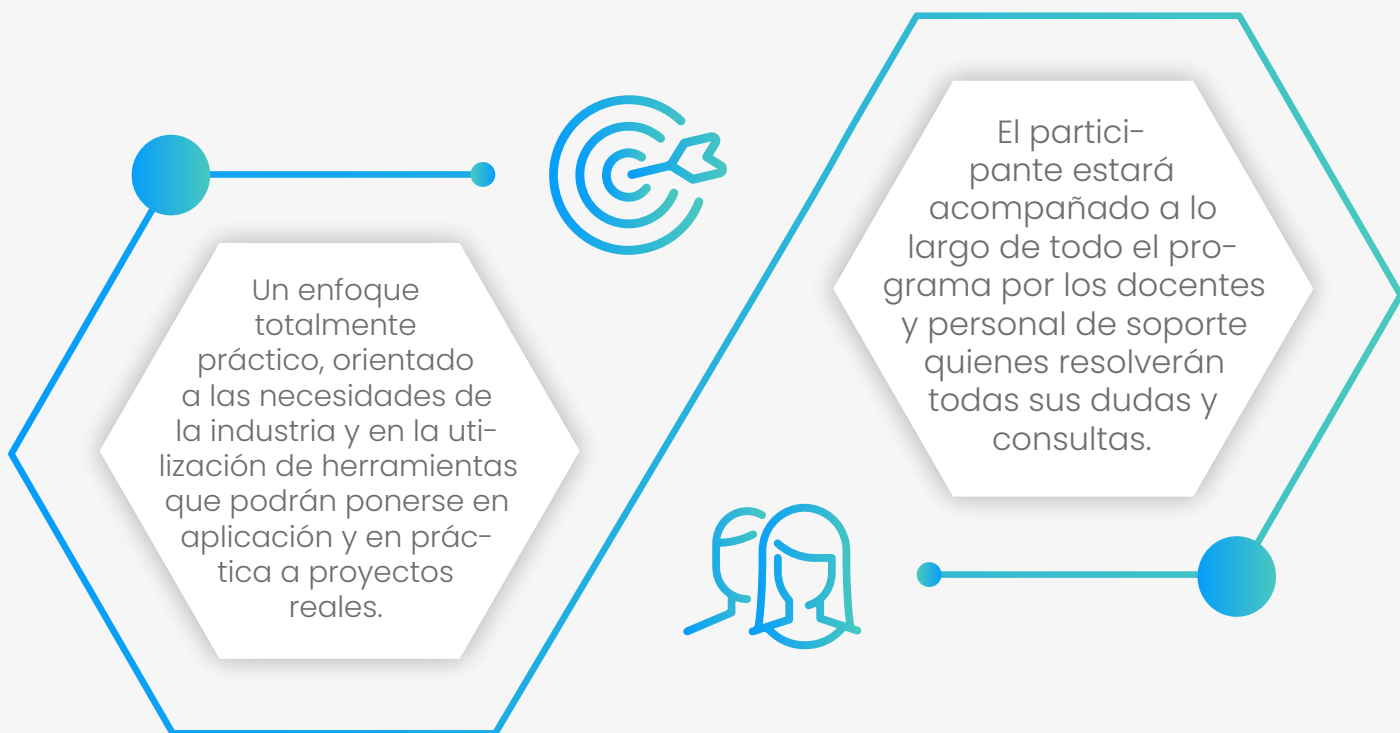 Un enfoque
totalmente
práctico, orientado
a las necesidades de
la industria y en la uti-
lización de herramientas
que podrán ponerse en
aplicación y en prác-
tica a proyectos
reales.
El partici-
pante estará
acompañado a lo
largo de todo el pro-
grama por los docentes
y personal de soporte
quienes resolverán
todas sus dudas y
consultas.